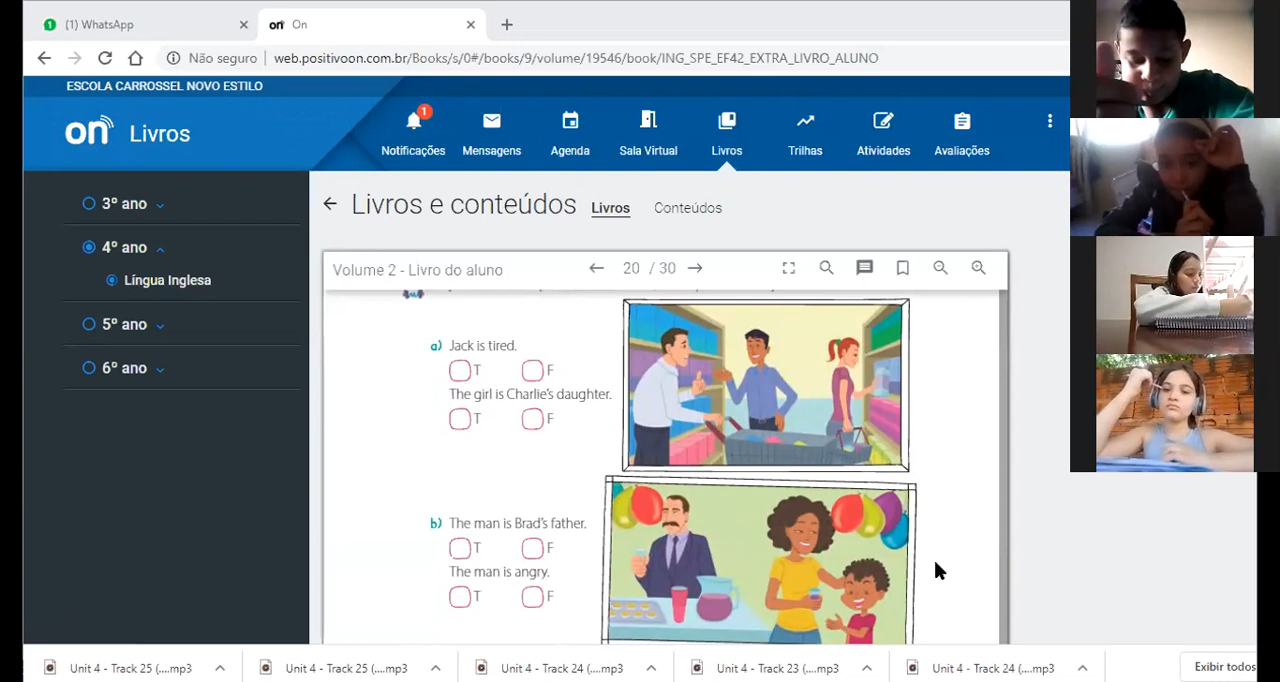 (1) WhatsApp
on
On
Não seguro
web.positivoon.com.br/Books/s/0#/books/9/volume/19546/book/ING_SPE_EF42_EXTRA_LIVRO_ALUNO
ESCOLA CARROSSEL NOVO ESTILO
on Livros
1
Notificações
Mensagens
Agenda
Sala Virtual
Livros
Trilhas
Atividades
Avaliações
3º ano
4º ano
Língua Inglesa
5º ano
6º ano
Livros e conteúdos
Livros
Conteúdos
Volume 2 - Livro do aluno
20 / 30
a) Jack is tired.
T F
The girl is Charlie's daughter.
T F
b) The man is Brad's father.
T F
The man is angry.
T F
Unit 4 - Track 25 (....mp3
Unit 4 - Track 25 (....mp3
Unit 4 - Track 24 (....mp3
Unit 4 - Track 23 (....mp3
Unit 4 - Track 24 (....mp3
Exibir todos